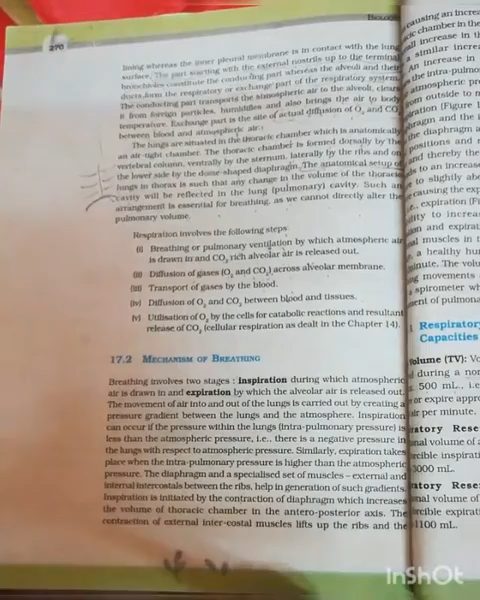 270
Biology
lining whereas the inner pleural membrane is in contact with the lung
surface. The part starting with the external nostrils up to the terminal
bronchioles constitute the conducting part whereas the alveoli and their
ducts form the respiratory or exchange part of the respiratory system.
The conducting part transports the atmospheric air to the alveoli, clears
it from foreign particles, humidifies and also brings the air to body
temperature. Exchange part is the site of actual diffusion of O2 and CO2
between blood and atmospheric air.
The lungs are situated in the thoracic chamber which is anatomically
an air-tight chamber. The thoracic chamber is formed dorsally by the
vertebral column, ventrally by the sternum, laterally by the ribs and on
the lower side by the dome-shaped diaphragm. The anatomical setup of
lungs in thorax is such that any change in the volume of the thoracic
cavity will be reflected in the lung (pulmonary) cavity. Such an
arrangement is essential for breathing, as we cannot directly alter the
pulmonary volume.
Respiration involves the following steps:
(i) Breathing or pulmonary ventilation by which atmospheric air
is drawn in and CO2 rich alveolar air is released out.
(ii) Diffusion of gases (O2 and CO2) across alveolar membrane.
(iii) Transport of gases by the blood.
(iv) Diffusion of O2 and CO2 between blood and tissues.
(v) Utilisation of O2 by the cells for catabolic reactions and resultant
release of CO2 (cellular respiration as dealt in the Chapter 14).
17.2 MECHANISM OF BREATHING
Breathing involves two stages : inspiration during which atmospheric
air is drawn in and expiration by which the alveolar air is released out.
The movement of air into and out of the lungs is carried out by creating a
pressure gradient between the lungs and the atmosphere. Inspiration
can occur if the pressure within the lungs (intra-pulmonary pressure) is
less than the atmospheric pressure, i.e., there is a negative pressure in
the lungs with respect to atmospheric pressure. Similarly, expiration takes
place when the intra-pulmonary pressure is higher than the atmospheric
pressure. The diaphragm and a specialised set of muscles – external and
internal intercostals between the ribs, help in generation of such gradients.
Inspiration is initiated by the contraction of diaphragm which increases
the volume of thoracic chamber in the antero-posterior axis. The
contraction of external inter-costal muscles lifts up the ribs and the
causing an increa
chamber in the
increase in t
a similar increa
An increase in
intra-pulmo
atmospheric pre
from outside to
(Figure 1
and the i
the diaphragm a
positions and r
and thereby the
to an increase
slightly abo
causing the exp
expiration (Fi
to increas
and expirat
muscles in t
a healthy hu
minute. The volu
movements
spirometer wh
of pulmona
Respiratory
Capacities
Volume (TV): Vo
during a nor
500 mL., i.e
or expire appro
air per minute.
Rese
volume of a
inspirati
3000 mL.
Rese
volume of
expirati
1100 mL.
InShOt